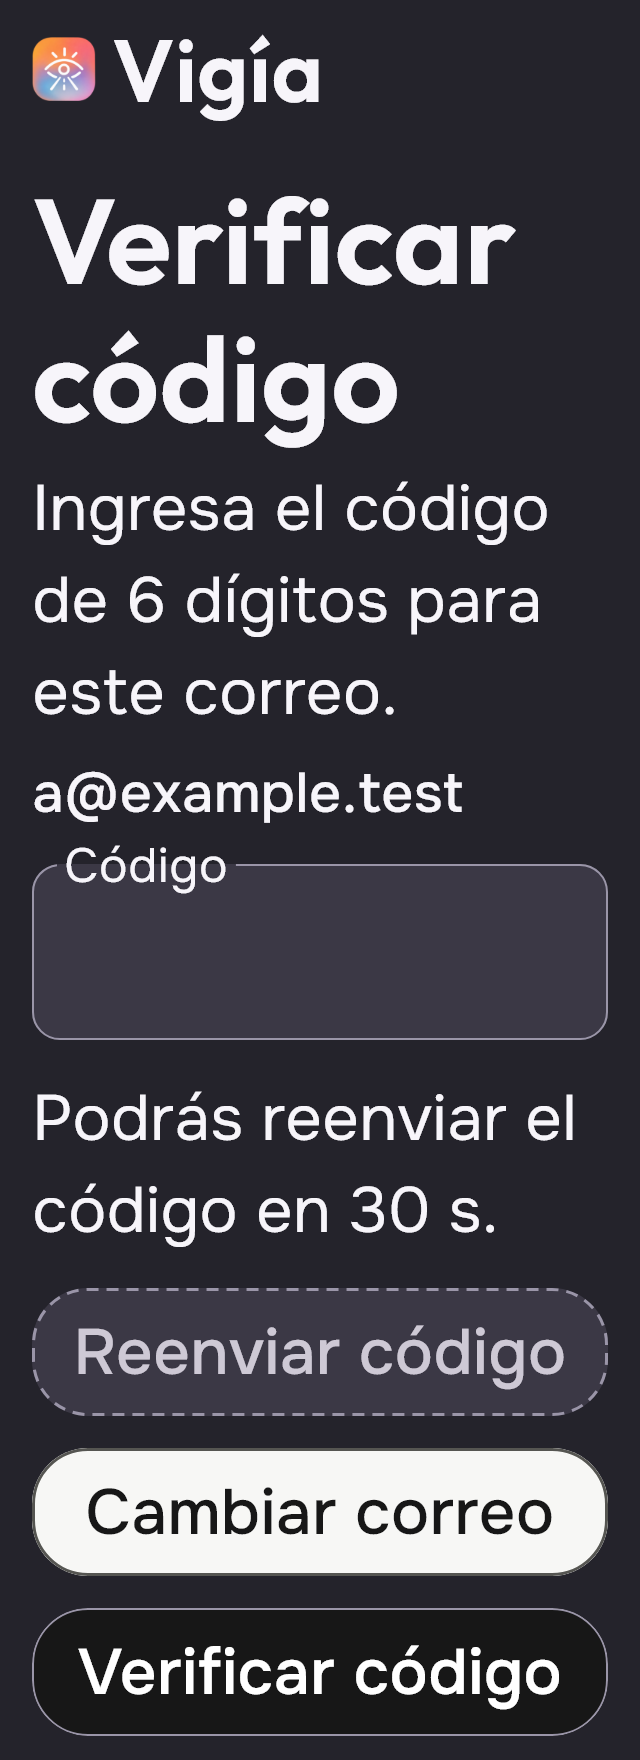 Vigía
Verificar
código
Ingresa el código
de 6 dígitos para
este correo.
a@example.test
Código
Podrás reenviar el
código en 30 s.
Reenviar código
Cambiar correo
Verificar código